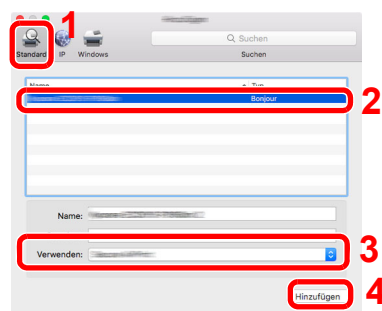 1
Suchen
Standard IP Windows Suchen
Name Typ
Bonjour
2
Name:
Verwenden:
3
Hinzufügen
4